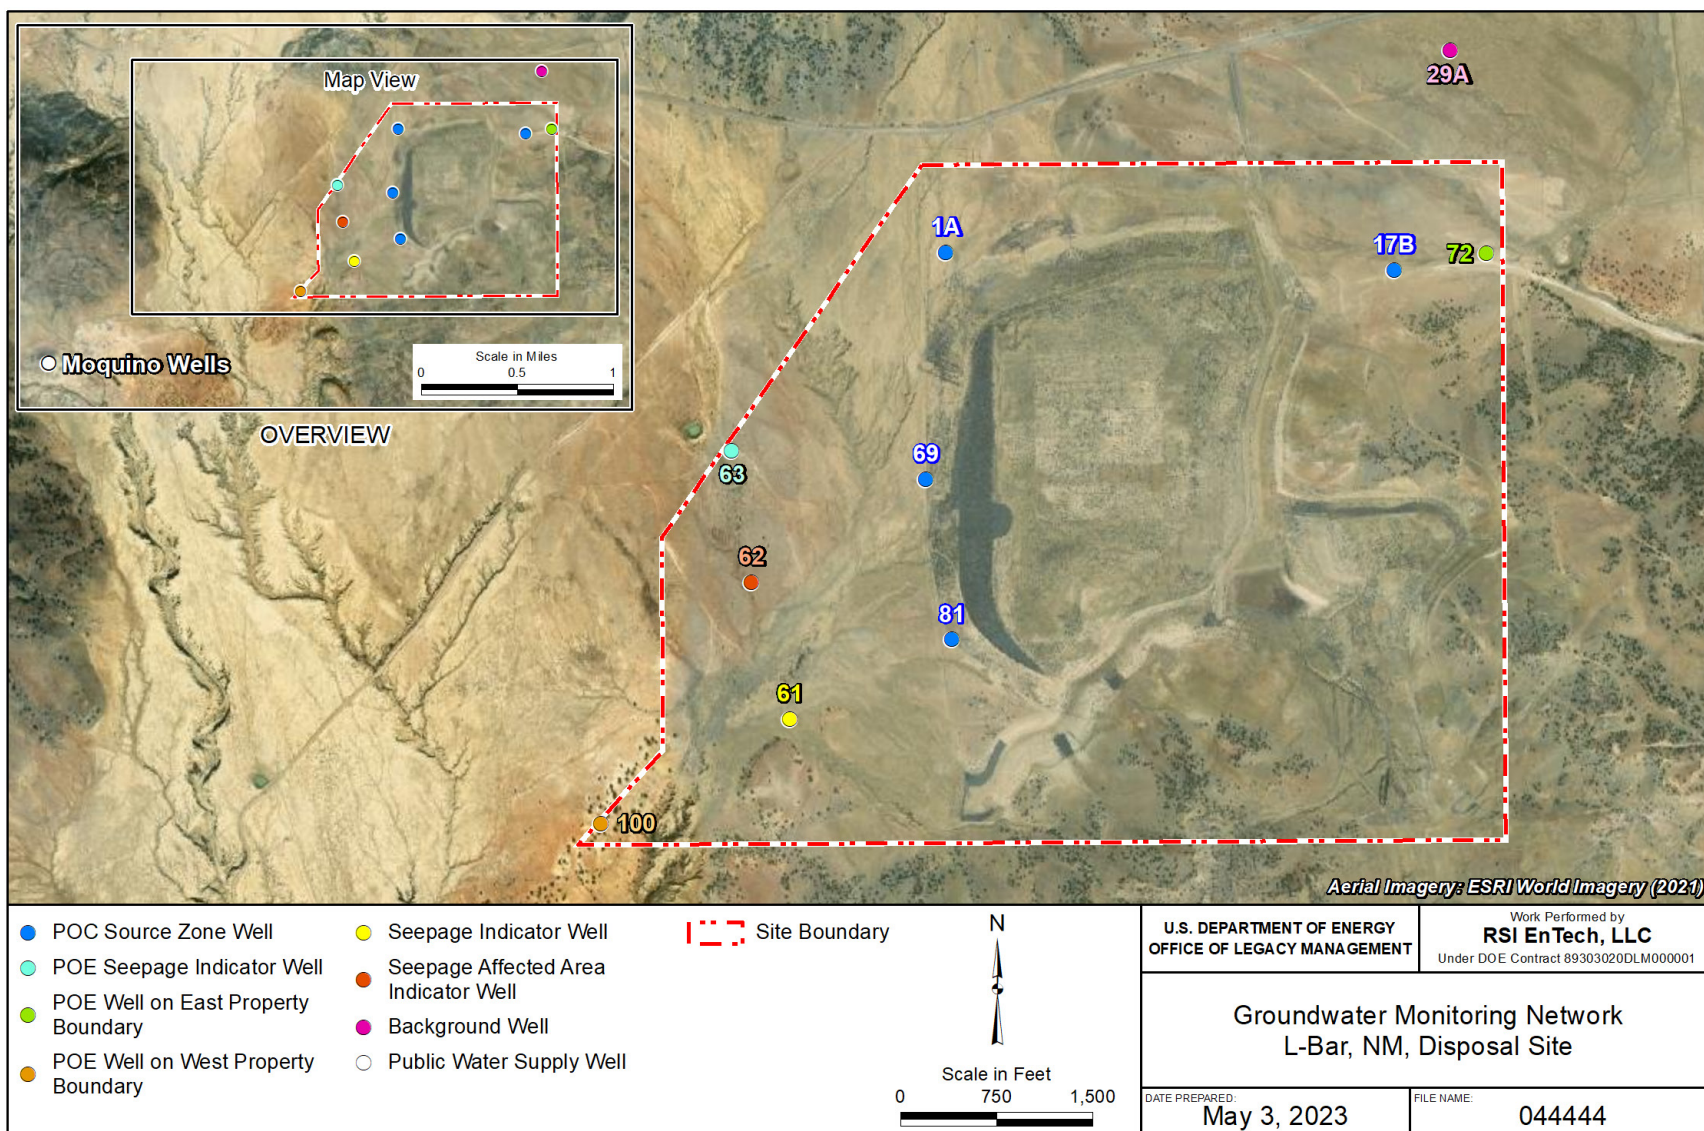 Map View
Moquino Wells
Scale in Miles
0 0.5 1
OVERVIEW
29A
1A
17B
72
69
63
62
81
61
100
Aerial Imagery: ESRI World Imagery (2021)
POC Source Zone Well
POE Seepage Indicator Well
POE Well on East Property
Boundary
POE Well on West Property
Boundary
Seepage Indicator Well
Seepage Affected Area
Indicator Well
Background Well
Public Water Supply Well
Site Boundary
N
Scale in Feet
0 750 1,500
U.S. DEPARTMENT OF ENERGY
OFFICE OF LEGACY MANAGEMENT
Work Performed by
RSI EnTech, LLC
Under DOE Contract 89303020DLM000001
Groundwater Monitoring Network
L-Bar, NM, Disposal Site
DATE PREPARED:
May 3, 2023
FILE NAME:
044444